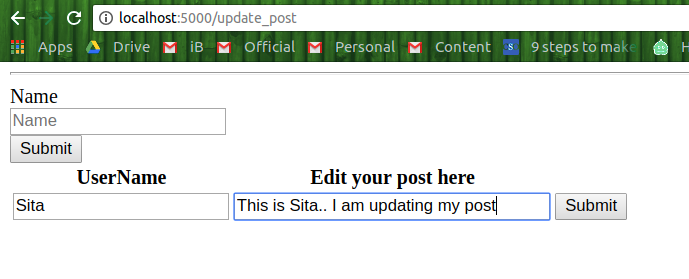 localhost:5000/update_post
Apps Drive iB Official Personal Content S 9 steps to make H
Name
Name
Submit
UserName Edit your post here
Sita This is Sita.. I am updating my post Submit